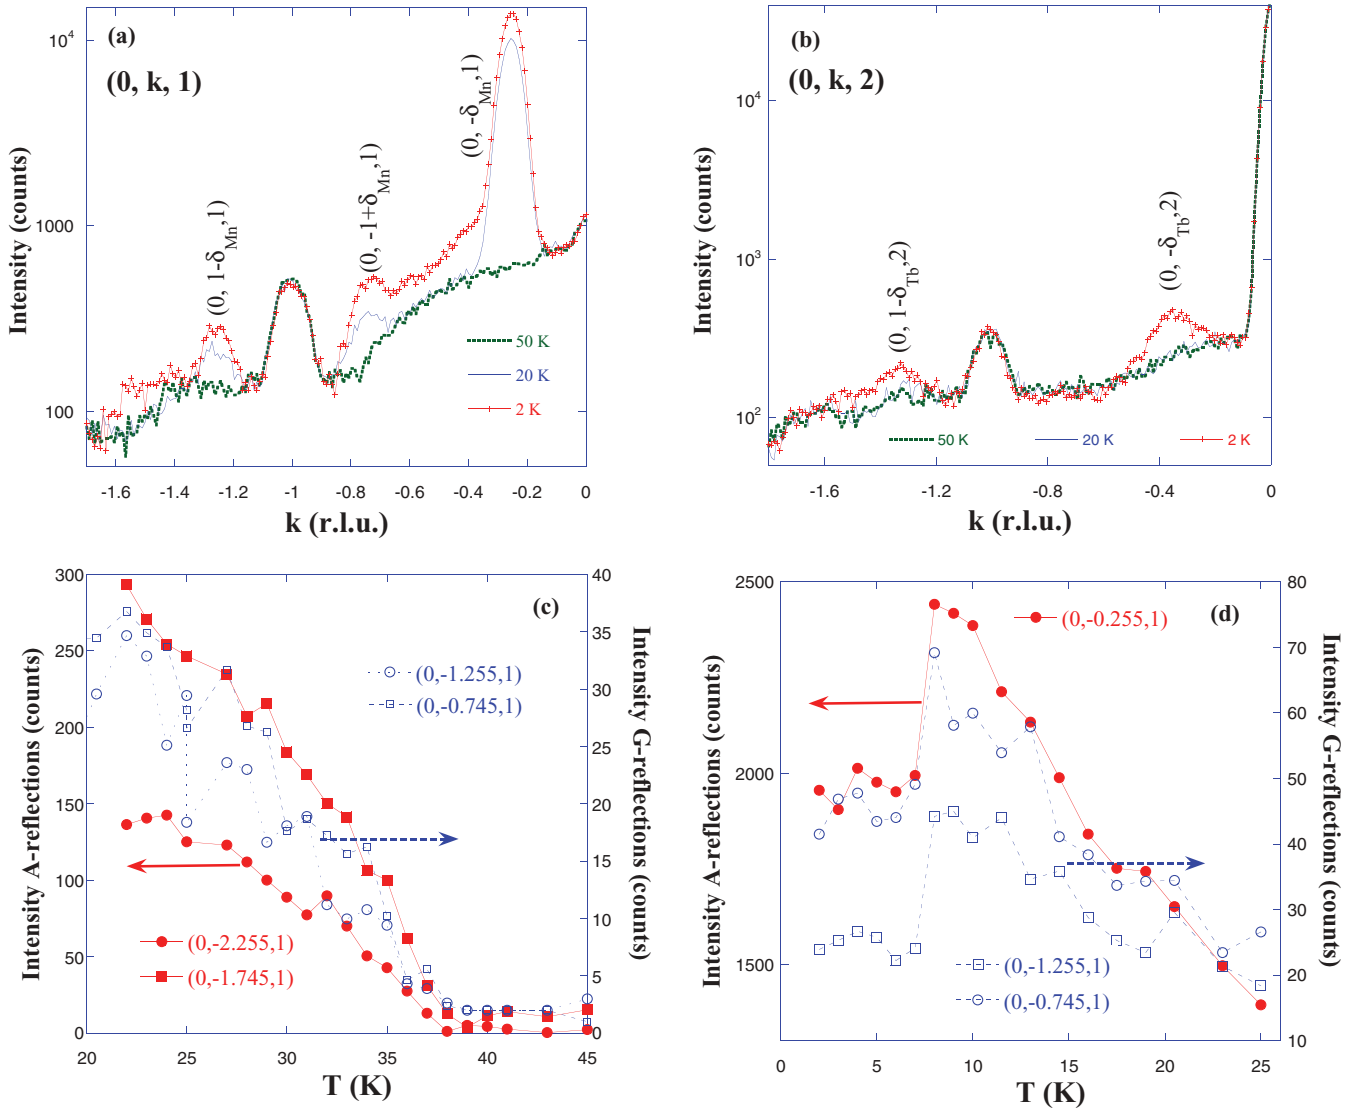 (a)
(0, k, 1)
(0, 1-δMn,1)
(0, -1+δMn,1)
(0, -δMn,1)
Intensity (counts)
10^4
1000
100
50 K
20 K
2 K
-1.6 -1.4 -1.2 -1 -0.8 -0.6 -0.4 -0.2 0
k (r.l.u.)
(b)
(0, k, 2)
(0, 1-δTb,2)
(0, -δTb,2)
Intensity (counts)
10^4
10^3
10^2
50 K 20 K 2 K
-1.6 -1.2 -0.8 -0.4 0
k (r.l.u.)
(c)
Intensity A-reflections (counts)
300
250
200
150
100
50
0
(0,-1.255,1)
(0,-0.745,1)
(0,-2.255,1)
(0,-1.745,1)
40
35
30
25
20
15
10
5
0
Intensity G-reflections (counts)
20 25 30 35 40 45
T (K)
(d)
Intensity A-reflections (counts)
2500
2000
1500
(0,-0.255,1)
(0,-1.255,1)
(0,-0.745,1)
80
70
60
50
40
30
20
10
Intensity G-reflections (counts)
0 5 10 15 20 25
T (K)